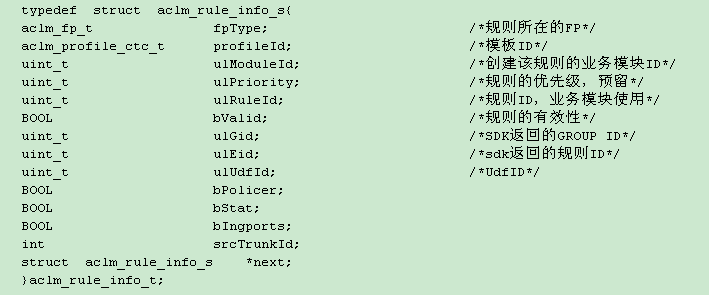 typedef struct aclm_rule_info_s{
aclm_fp_t fpType; /*规则所在的FP*/
aclm_profile_ctc_t profileId; /*模板ID*/
uint_t ulModuleId; /*创建该规则的业务模块ID*/
uint_t ulPriority; /*规则的优先级，预留*/
uint_t ulRuleId; /*规则ID，业务模块使用*/
BOOL bValid; /*规则的有效性*/
uint_t ulGid; /*SDK返回的GROUP ID*/
uint_t ulEid; /*sdk返回的规则ID*/
uint_t ulUdfId; /*UdfID*/
BOOL bPolicer;
BOOL bStat;
BOOL bIngports;
int srcTrunkId;
struct aclm_rule_info_s *next;
}aclm_rule_info_t;